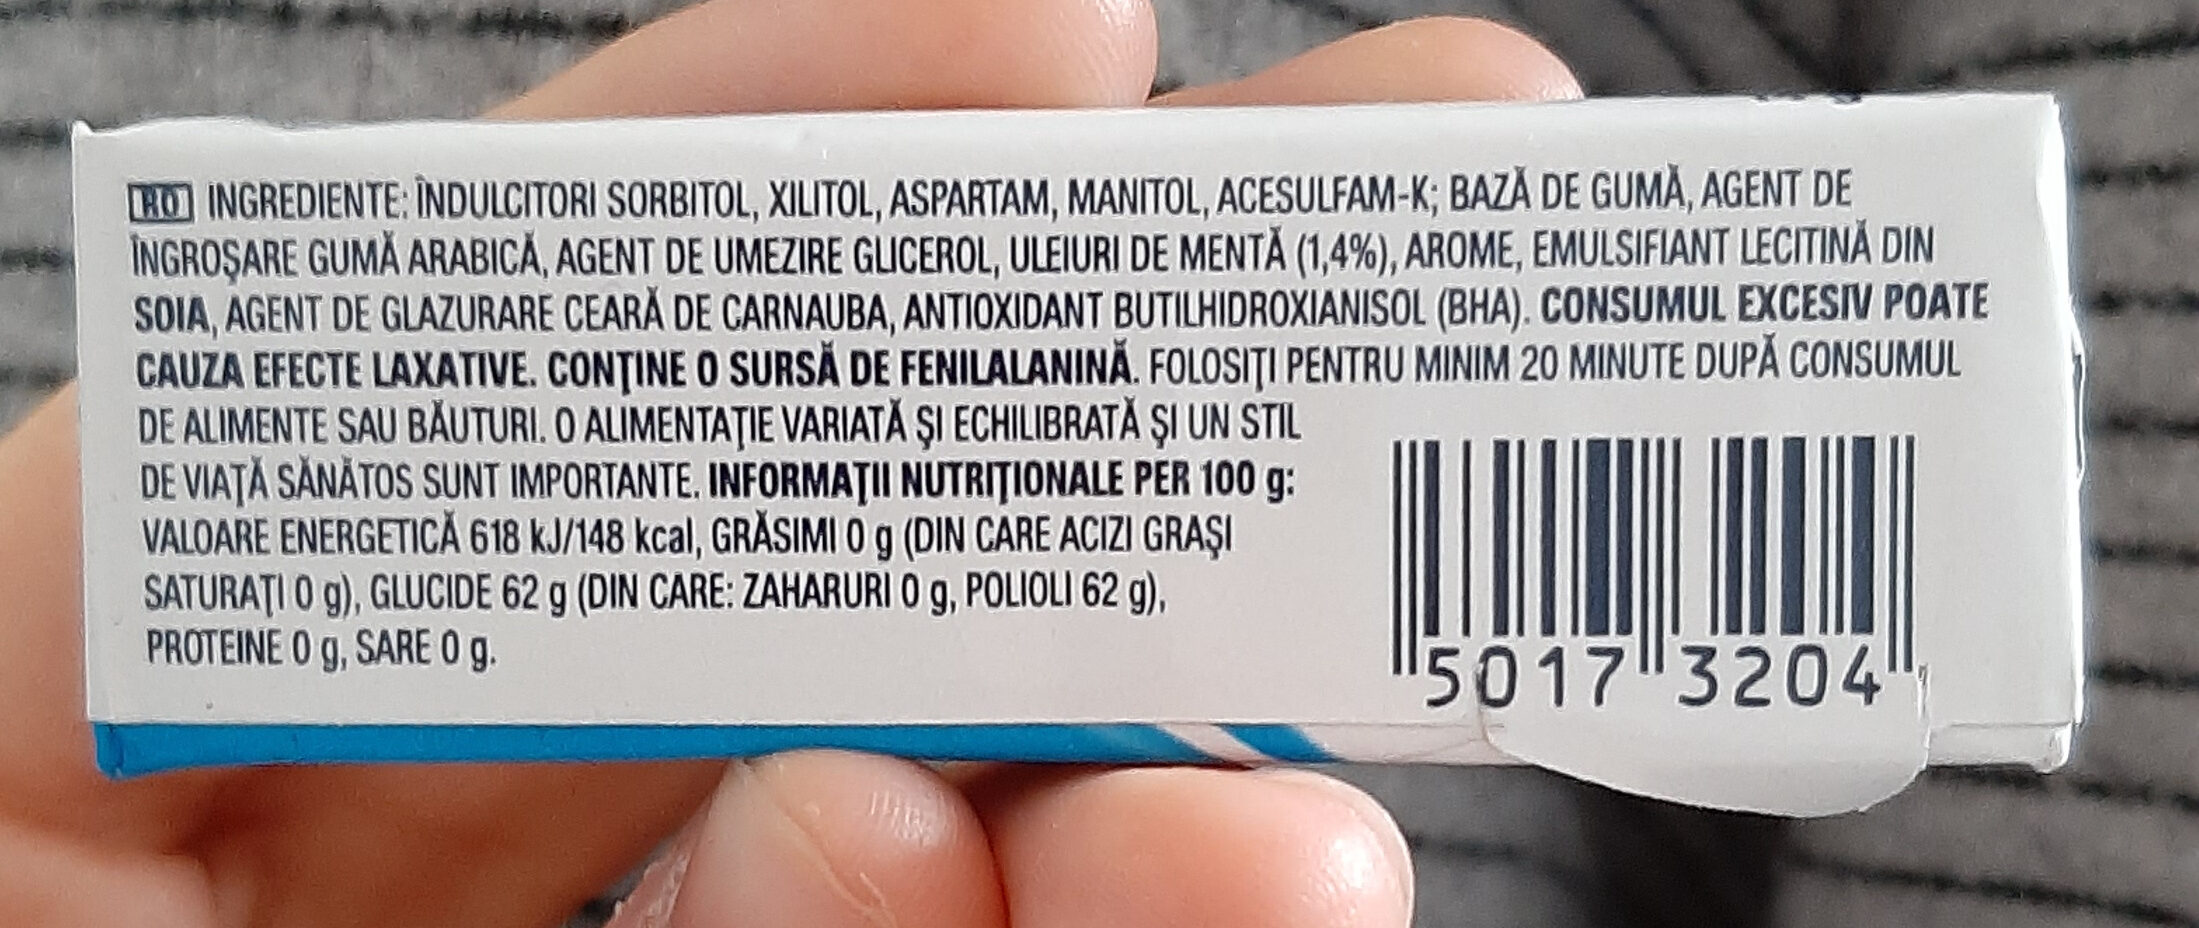 RO INGREDIENTE: ÎNDULCITORI SORBITOL, XILITOL, ASPARTAM, MANITOL, ACESULFAM-K; BAZĂ DE GUMĂ, AGENT DE
ÎNGROȘARE GUMĂ ARABICĂ, AGENT DE UMEZIRE GLICEROL, ULEIURI DE MENTĂ (1,4%), AROME, EMULSIFIANT LECITINĂ DIN
SOIA, AGENT DE GLAZURARE CEARĂ DE CARNAUBA, ANTIOXIDANT BUTILHIDROXIANISOL (BHA). CONSUMUL EXCESIV POATE
CAUZA EFECTE LAXATIVE. CONȚINE O SURSĂ DE FENILALANINĂ. FOLOSIȚI PENTRU MINIM 20 MINUTE DUPĂ CONSUMUL
DE ALIMENTE SAU BĂUTURI. O ALIMENTAȚIE VARIATĂ ȘI ECHILIBRATĂ ȘI UN STIL
DE VIAȚĂ SĂNĂTOS SUNT IMPORTANTE. INFORMAȚII NUTRIȚIONALE PER 100 g:
VALOARE ENERGETICĂ 618 kJ/148 kcal, GRĂSIMI 0 g (DIN CARE ACIZI GRAȘI
SATURAȚI 0 g), GLUCIDE 62 g (DIN CARE: ZAHARURI 0 g, POLIOLI 62 g),
PROTEINE 0 g, SARE 0 g.
5017 3204